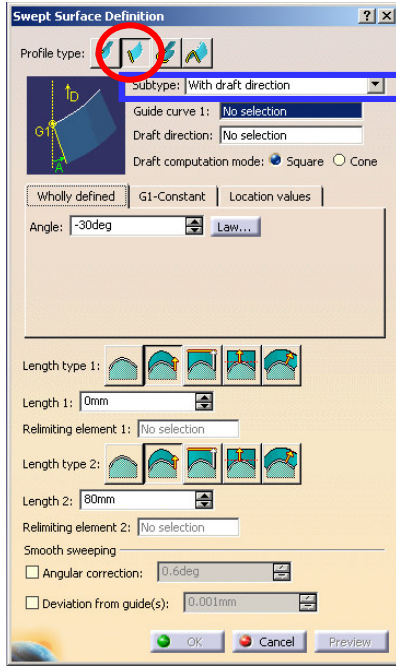 Swept Surface Definition
Profile type:
Subtype: With draft direction
Guide curve 1: No selection
Draft direction: No selection
Draft computation mode: Square Cone
D
G1
A
Wholly defined G1-Constant Location values
Angle: -30deg Law...
Length type 1:
Length 1: 0mm
Relimiting element 1: No selection
Length type 2:
Length 2: 80mm
Relimiting element 2: No selection
Smooth sweeping
Angular correction: 0.6deg
Deviation from guide(s): 0.001mm
OK Cancel Preview